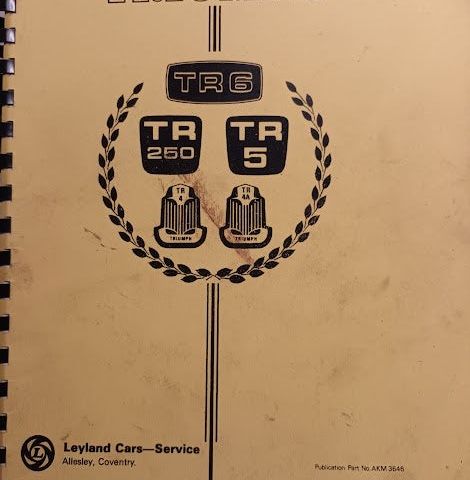 TR6
TR
250
TR
5
TR
4
TRIUMPH
TR
4A
TRIUMPH
L
Leyland Cars—Service
Allesley, Coventry.
Publication Part No. AKM 3646